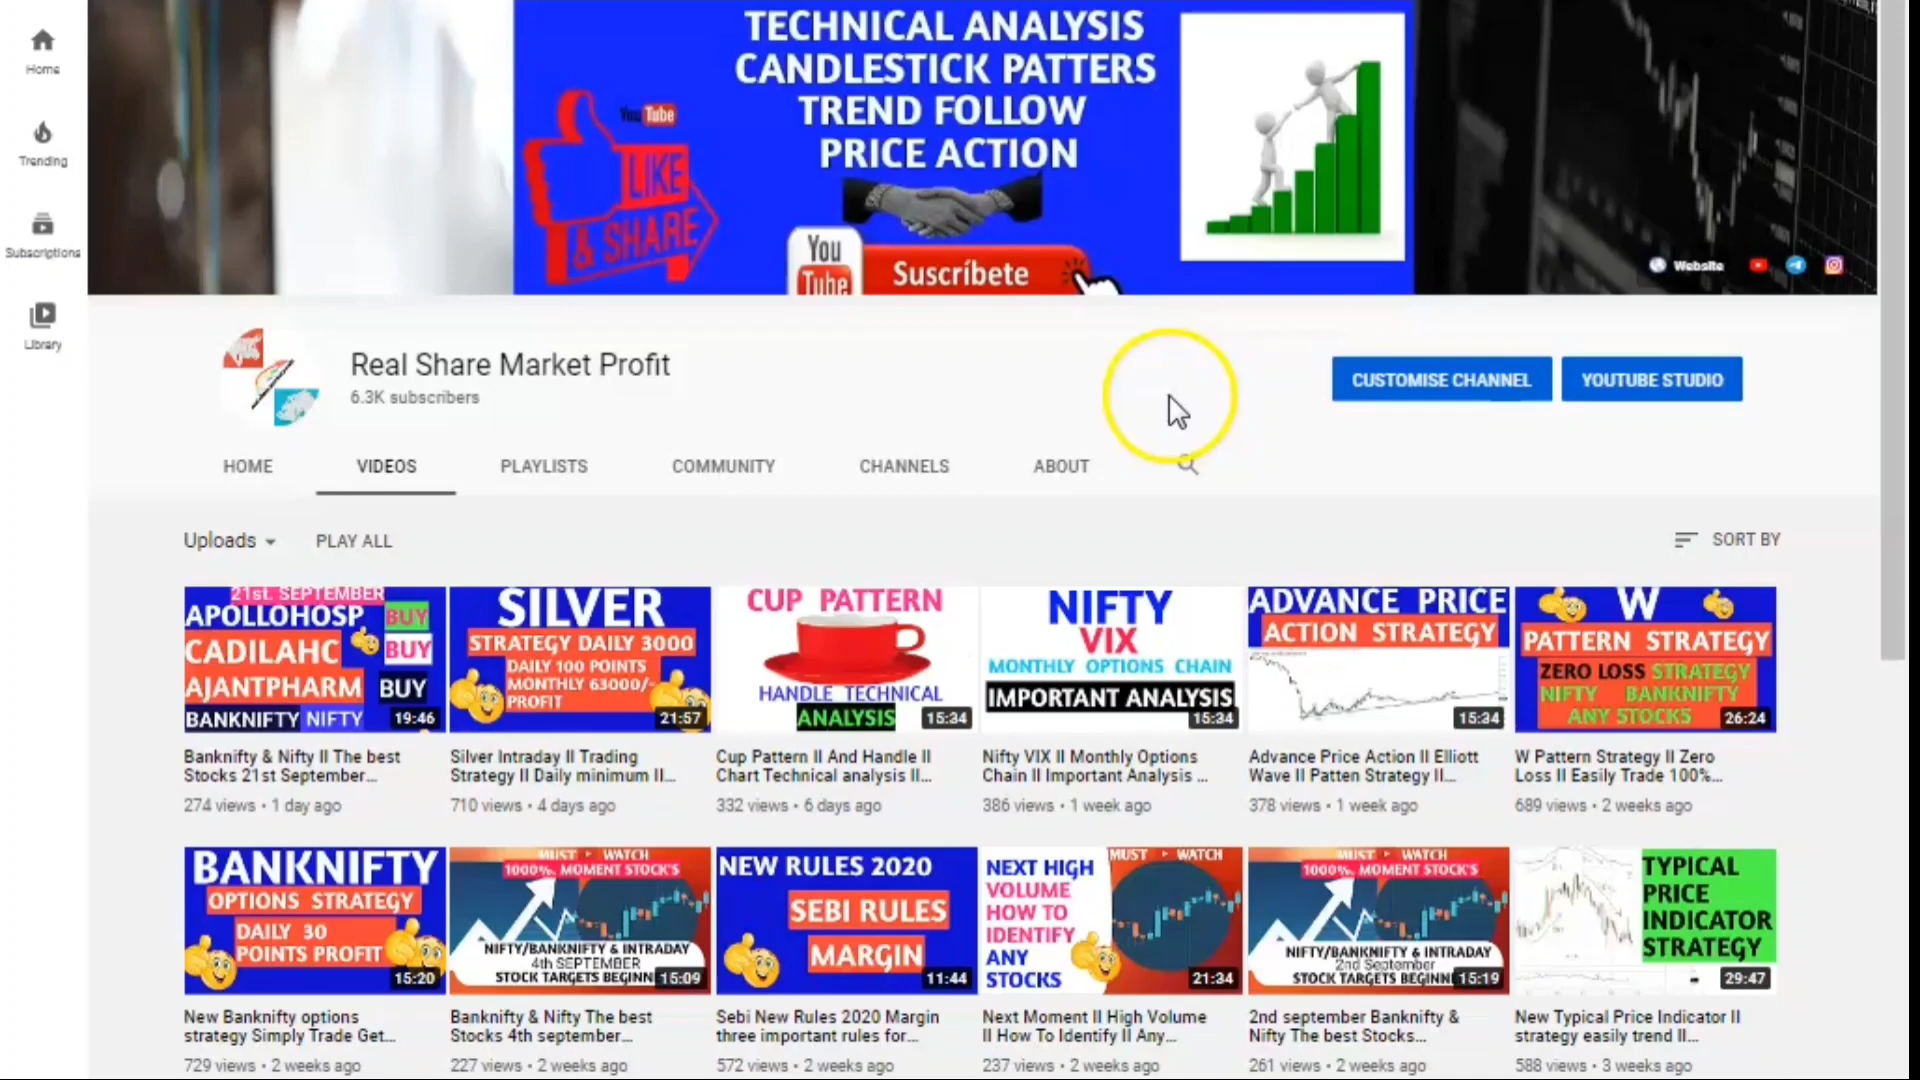 Home
Trending
Subscriptions
Library
TECHNICAL ANALYSIS
CANDLESTICK PATTERS
TREND FOLLOW
PRICE ACTION
You Tube
LIKE
& SHARE
You
Tube
Suscríbete
Website
Real Share Market Profit
6.3K subscribers
CUSTOMISE CHANNEL
YOUTUBE STUDIO
HOME
VIDEOS
PLAYLISTS
COMMUNITY
CHANNELS
ABOUT
Uploads
PLAY ALL
SORT BY
21st. SEPTEMBER
APOLLOHOSP BUY
CADILAHC BUY
AJANTPHARM BUY
BANKNIFTY NIFTY
19:46
Banknifty & Nifty II The best
Stocks 21st September...
274 views • 1 day ago
SILVER
STRATEGY DAILY 3000
DAILY 100 POINTS
MONTHLY 63000/-
PROFIT
21:57
Silver Intraday II Trading
Strategy II Daily minimum II...
710 views • 4 days ago
CUP PATTERN
HANDLE TECHNICAL
ANALYSIS
15:34
Cup Pattern II And Handle II
Chart Technical analysis II...
332 views • 6 days ago
NIFTY
VIX
MONTHLY OPTIONS CHAIN
IMPORTANT ANALYSIS
15:34
Nifty VIX II Monthly Options
Chain II Important Analysis ...
386 views • 1 week ago
ADVANCE PRICE
ACTION STRATEGY
15:34
Advance Price Action II Elliott
Wave II Patten Strategy II...
378 views • 1 week ago
W
PATTERN STRATEGY
ZERO LOSS STRATEGY
NIFTY BANKNIFTY
ANY STOCKS
26:24
W Pattern Strategy II Zero
Loss II Easily Trade 100%...
689 views • 2 weeks ago
BANKNIFTY
OPTIONS STRATEGY
DAILY 30
POINTS PROFIT
15:20
New Banknifty options
strategy Simply Trade Get...
729 views • 2 weeks ago
MUST WATCH
1000%. MOMENT STOCK'S
NIFTY/BANKNIFTY & INTRADAY
4th SEPTEMBER
STOCK TARGETS BEGINN
15:09
Banknifty & Nifty The best
Stocks 4th september...
227 views • 2 weeks ago
NEW RULES 2020
SEBI RULES
MARGIN
11:44
Sebi New Rules 2020 Margin
three important rules for...
572 views • 2 weeks ago
MUST WATCH
NEXT HIGH
VOLUME
HOW TO
IDENTIFY
ANY
STOCKS
21:34
Next Moment II High Volume
II How To Identify II Any...
237 views • 2 weeks ago
MUST WATCH
1000%. MOMENT STOCK'S
NIFTY/BANKNIFTY & INTRADAY
2nd September
STOCK TARGETS BEGINN
15:19
2nd september Banknifty &
Nifty The best Stocks...
261 views • 2 weeks ago
TYPICAL
PRICE
INDICATOR
STRATEGY
29:47
New Typical Price Indicator II
strategy easily trend II...
588 views • 3 weeks ago